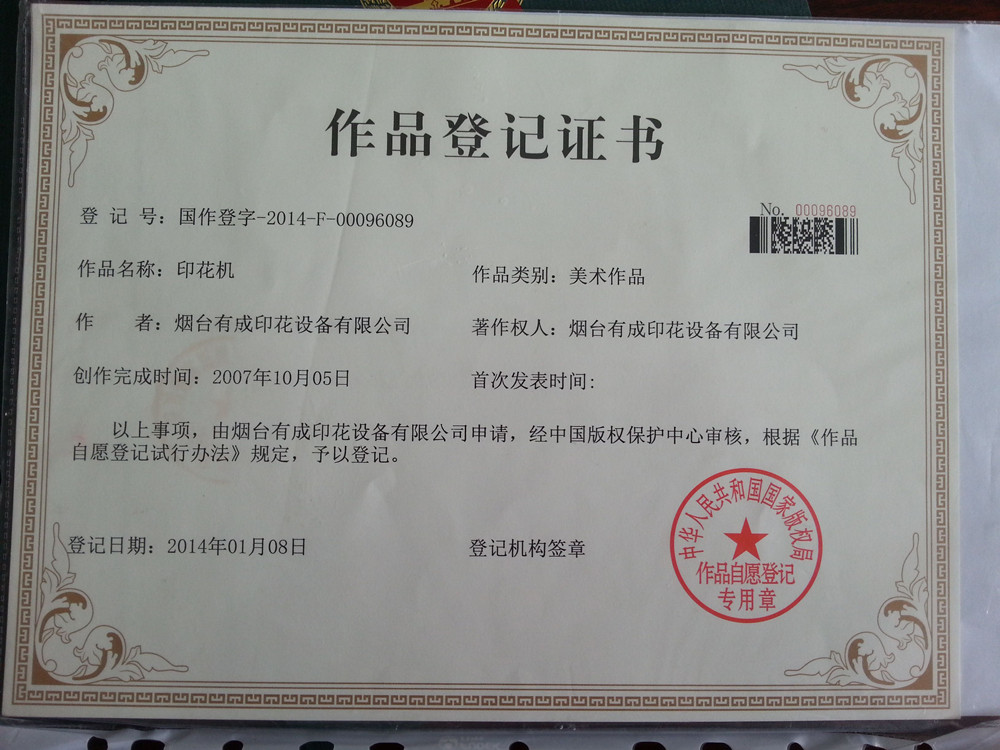 作品登记证书
登 记 号：国作登字-2014-F-00096089
No. 00096089
作品名称：印花机
作品类别：美术作品
作 者：烟台有成印花设备有限公司
著作权人：烟台有成印花设备有限公司
创作完成时间：2007年10月05日
首次发表时间：
以上事项，由烟台有成印花设备有限公司申请，经中国版权保护中心审核，根据《作品
自愿登记试行办法》规定，予以登记。
登记日期：2014年01月08日
登记机构签章
中华人民共和国国家版权局
作品自愿登记
专用章